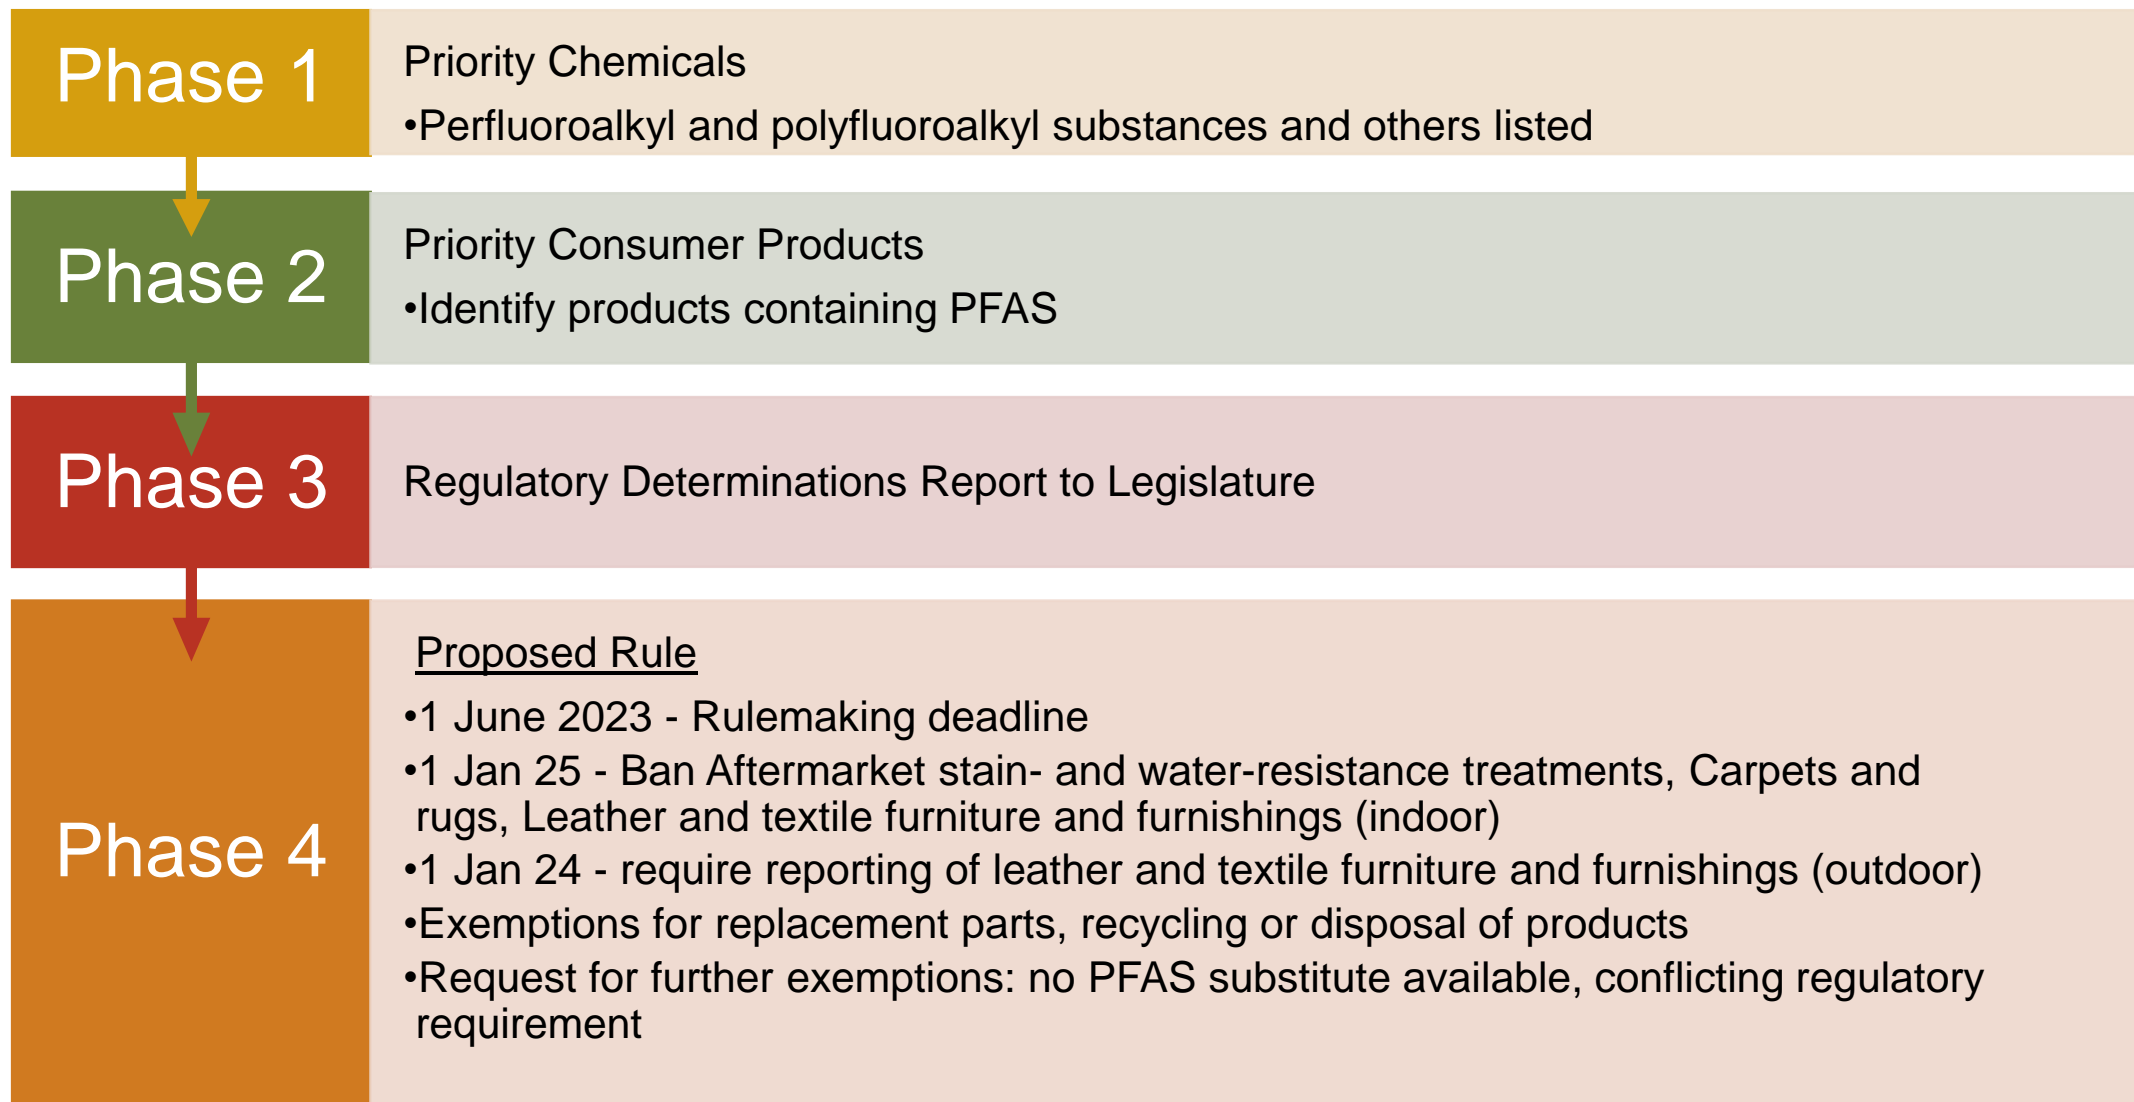 Phase 1
Priority Chemicals
•Perfluoroalkyl and polyfluoroalkyl substances and others listed
Phase 2
Priority Consumer Products
•Identify products containing PFAS
Phase 3
Regulatory Determinations Report to Legislature
Phase 4
Proposed Rule
•1 June 2023 - Rulemaking deadline
•1 Jan 25 - Ban Aftermarket stain- and water-resistance treatments, Carpets and
rugs, Leather and textile furniture and furnishings (indoor)
•1 Jan 24 - require reporting of leather and textile furniture and furnishings (outdoor)
•Exemptions for replacement parts, recycling or disposal of products
•Request for further exemptions: no PFAS substitute available, conflicting regulatory
requirement